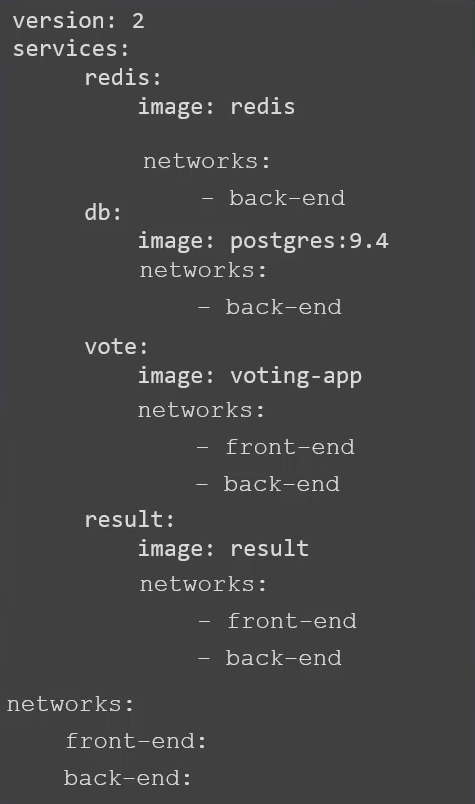 version: 2
services:
redis:
image: redis
networks:
- back-end
db:
image: postgres:9.4
networks:
- back-end
vote:
image: voting-app
networks:
- front-end
- back-end
result:
image: result
networks:
- front-end
- back-end
networks:
front-end:
back-end: